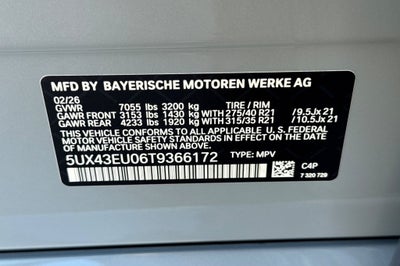 MFD BY BAYERISCHE MOTOREN WERKE AG
02/26
GVWR 7055 lbs 3200 kg TIRE / RIM
GAWR FRONT 3153 lbs 1430 kg 275/40 R21 / 9.5Jx 21
GAWR REAR 4233 lbs 1920 kg 315/35 R21 / 10.5Jx 21
THIS VEHICLE CONFORMS TO ALL APPLICABLE U. S. FEDERAL
MOTOR VEHICLE SAFETY STANDARDS IN EFFECT ON THE
DATE OF MANUFACTURE SHOWN ABOVE.
5UX43EU06T9366172 TYPE: MPV
C4P
7 320 729